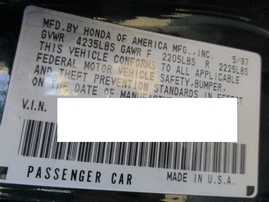 MFD.BY HONDA OF AMERICA MFG.,INC. 5/97
GVWR 4235LBS GAWR F 2205LBS R 2225LBS
THIS VEHICLE CONFORMS TO ALL APPLICABLE
FEDERAL MOTOR VEHICLE SAFETY,BUMPER,
AND THEFT PREVENTION STANDARDS IN EFFECT
ON THE DATE OF MANUFACT
V.I.N.
PASSENGER CAR MADE IN U.S.A.